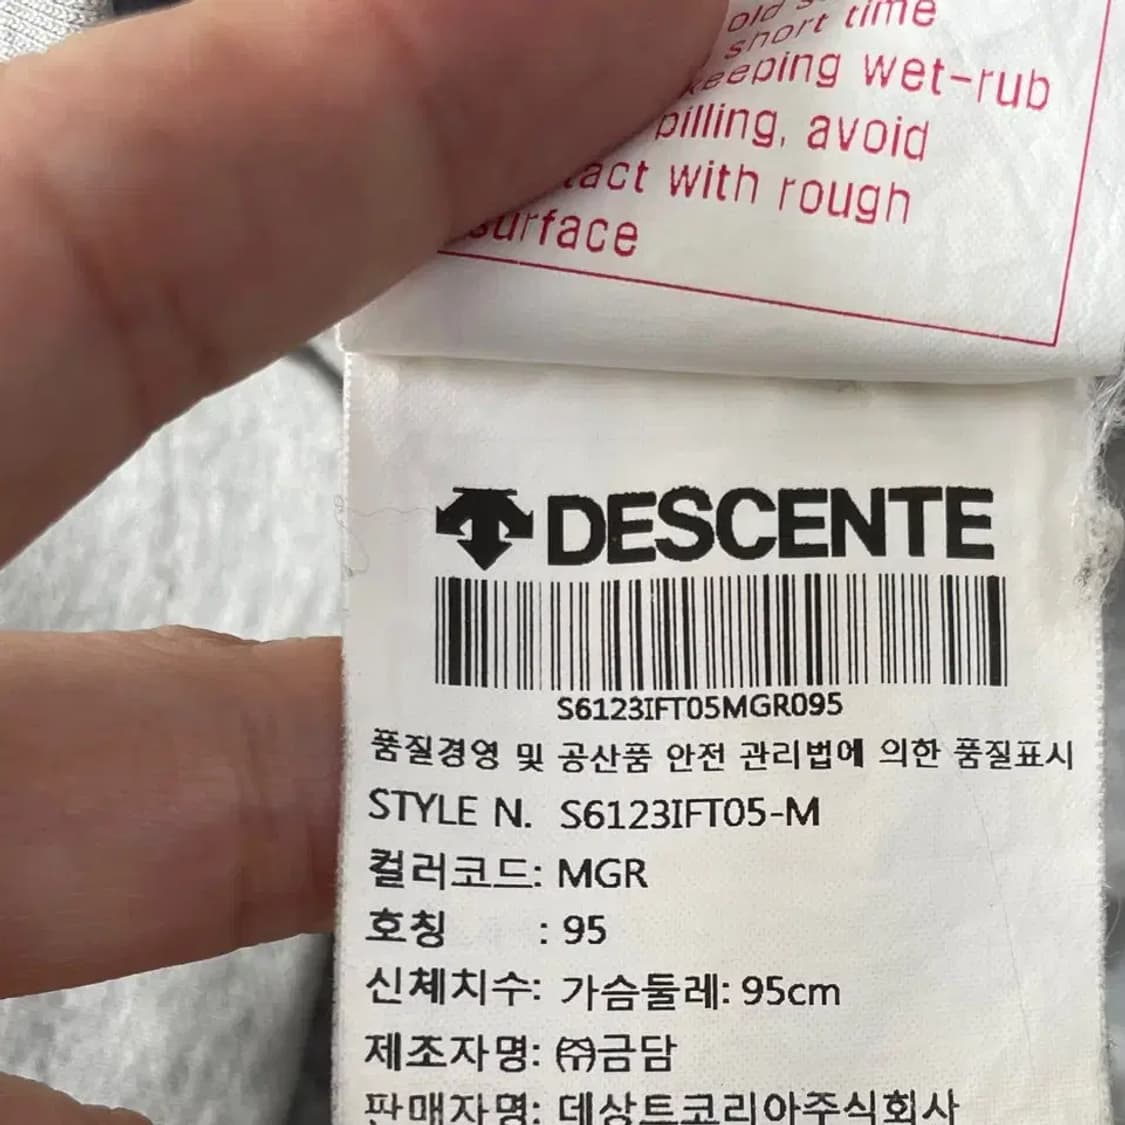 short time
keeping wet-rub
pilling, avoid
with rough
surface
DESCENTE
S6123IFT05MGR095
품질경영 및 공산품 안전 관리법에 의한 품질표시
STYLE N. S6123IFT05-M
컬러코드: MGR
호칭 : 95
신체치수: 가슴둘레: 95cm
제조자명: ㈜금담
판매자명: 데상트코리아주식회사